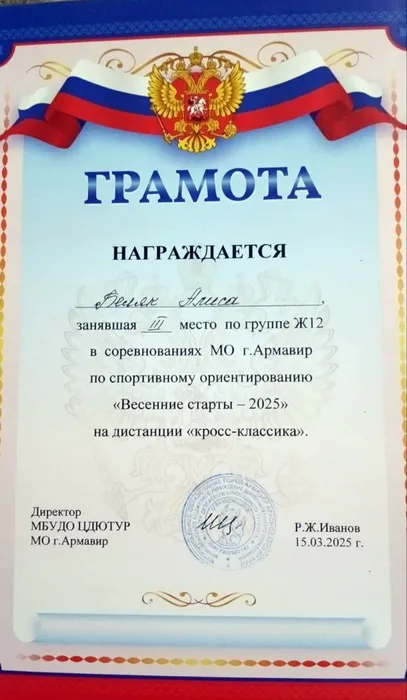 ГРАМОТА
НАГРАЖДАЕТСЯ
Беляк Алиса,
занявшая III место по группе Ж12
в соревнованиях МО г.Армавир
по спортивному ориентированию
«Весенние старты – 2025»
на дистанции «кросс-классика».
Директор
МБУДО ЦДЮТУР
МО г.Армавир
Р.Ж.Иванов
15.03.2025 г.